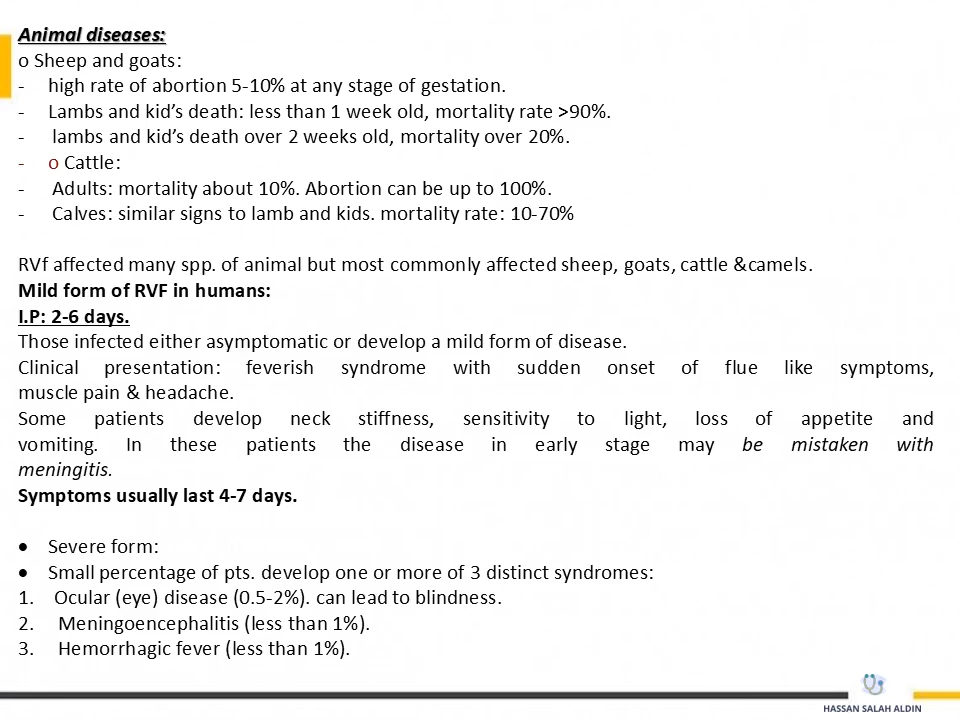 Animal diseases:
o Sheep and goats:
- high rate of abortion 5-10% at any stage of gestation.
- Lambs and kid’s death: less than 1 week old, mortality rate >90%.
- lambs and kid’s death over 2 weeks old, mortality over 20%.
- o Cattle:
- Adults: mortality about 10%. Abortion can be up to 100%.
- Calves: similar signs to lamb and kids. mortality rate: 10-70%
RVf affected many spp. of animal but most commonly affected sheep, goats, cattle &camels.
Mild form of RVF in humans:
I.P: 2-6 days.
Those infected either asymptomatic or develop a mild form of disease.
Clinical presentation: feverish syndrome with sudden onset of flue like symptoms,
muscle pain & headache.
Some patients develop neck stiffness, sensitivity to light, loss of appetite and
vomiting. In these patients the disease in early stage may be mistaken with
meningitis.
Symptoms usually last 4-7 days.
• Severe form:
• Small percentage of pts. develop one or more of 3 distinct syndromes:
1. Ocular (eye) disease (0.5-2%). can lead to blindness.
2. Meningoencephalitis (less than 1%).
3. Hemorrhagic fever (less than 1%).
HASSAN SALAH ALDIN